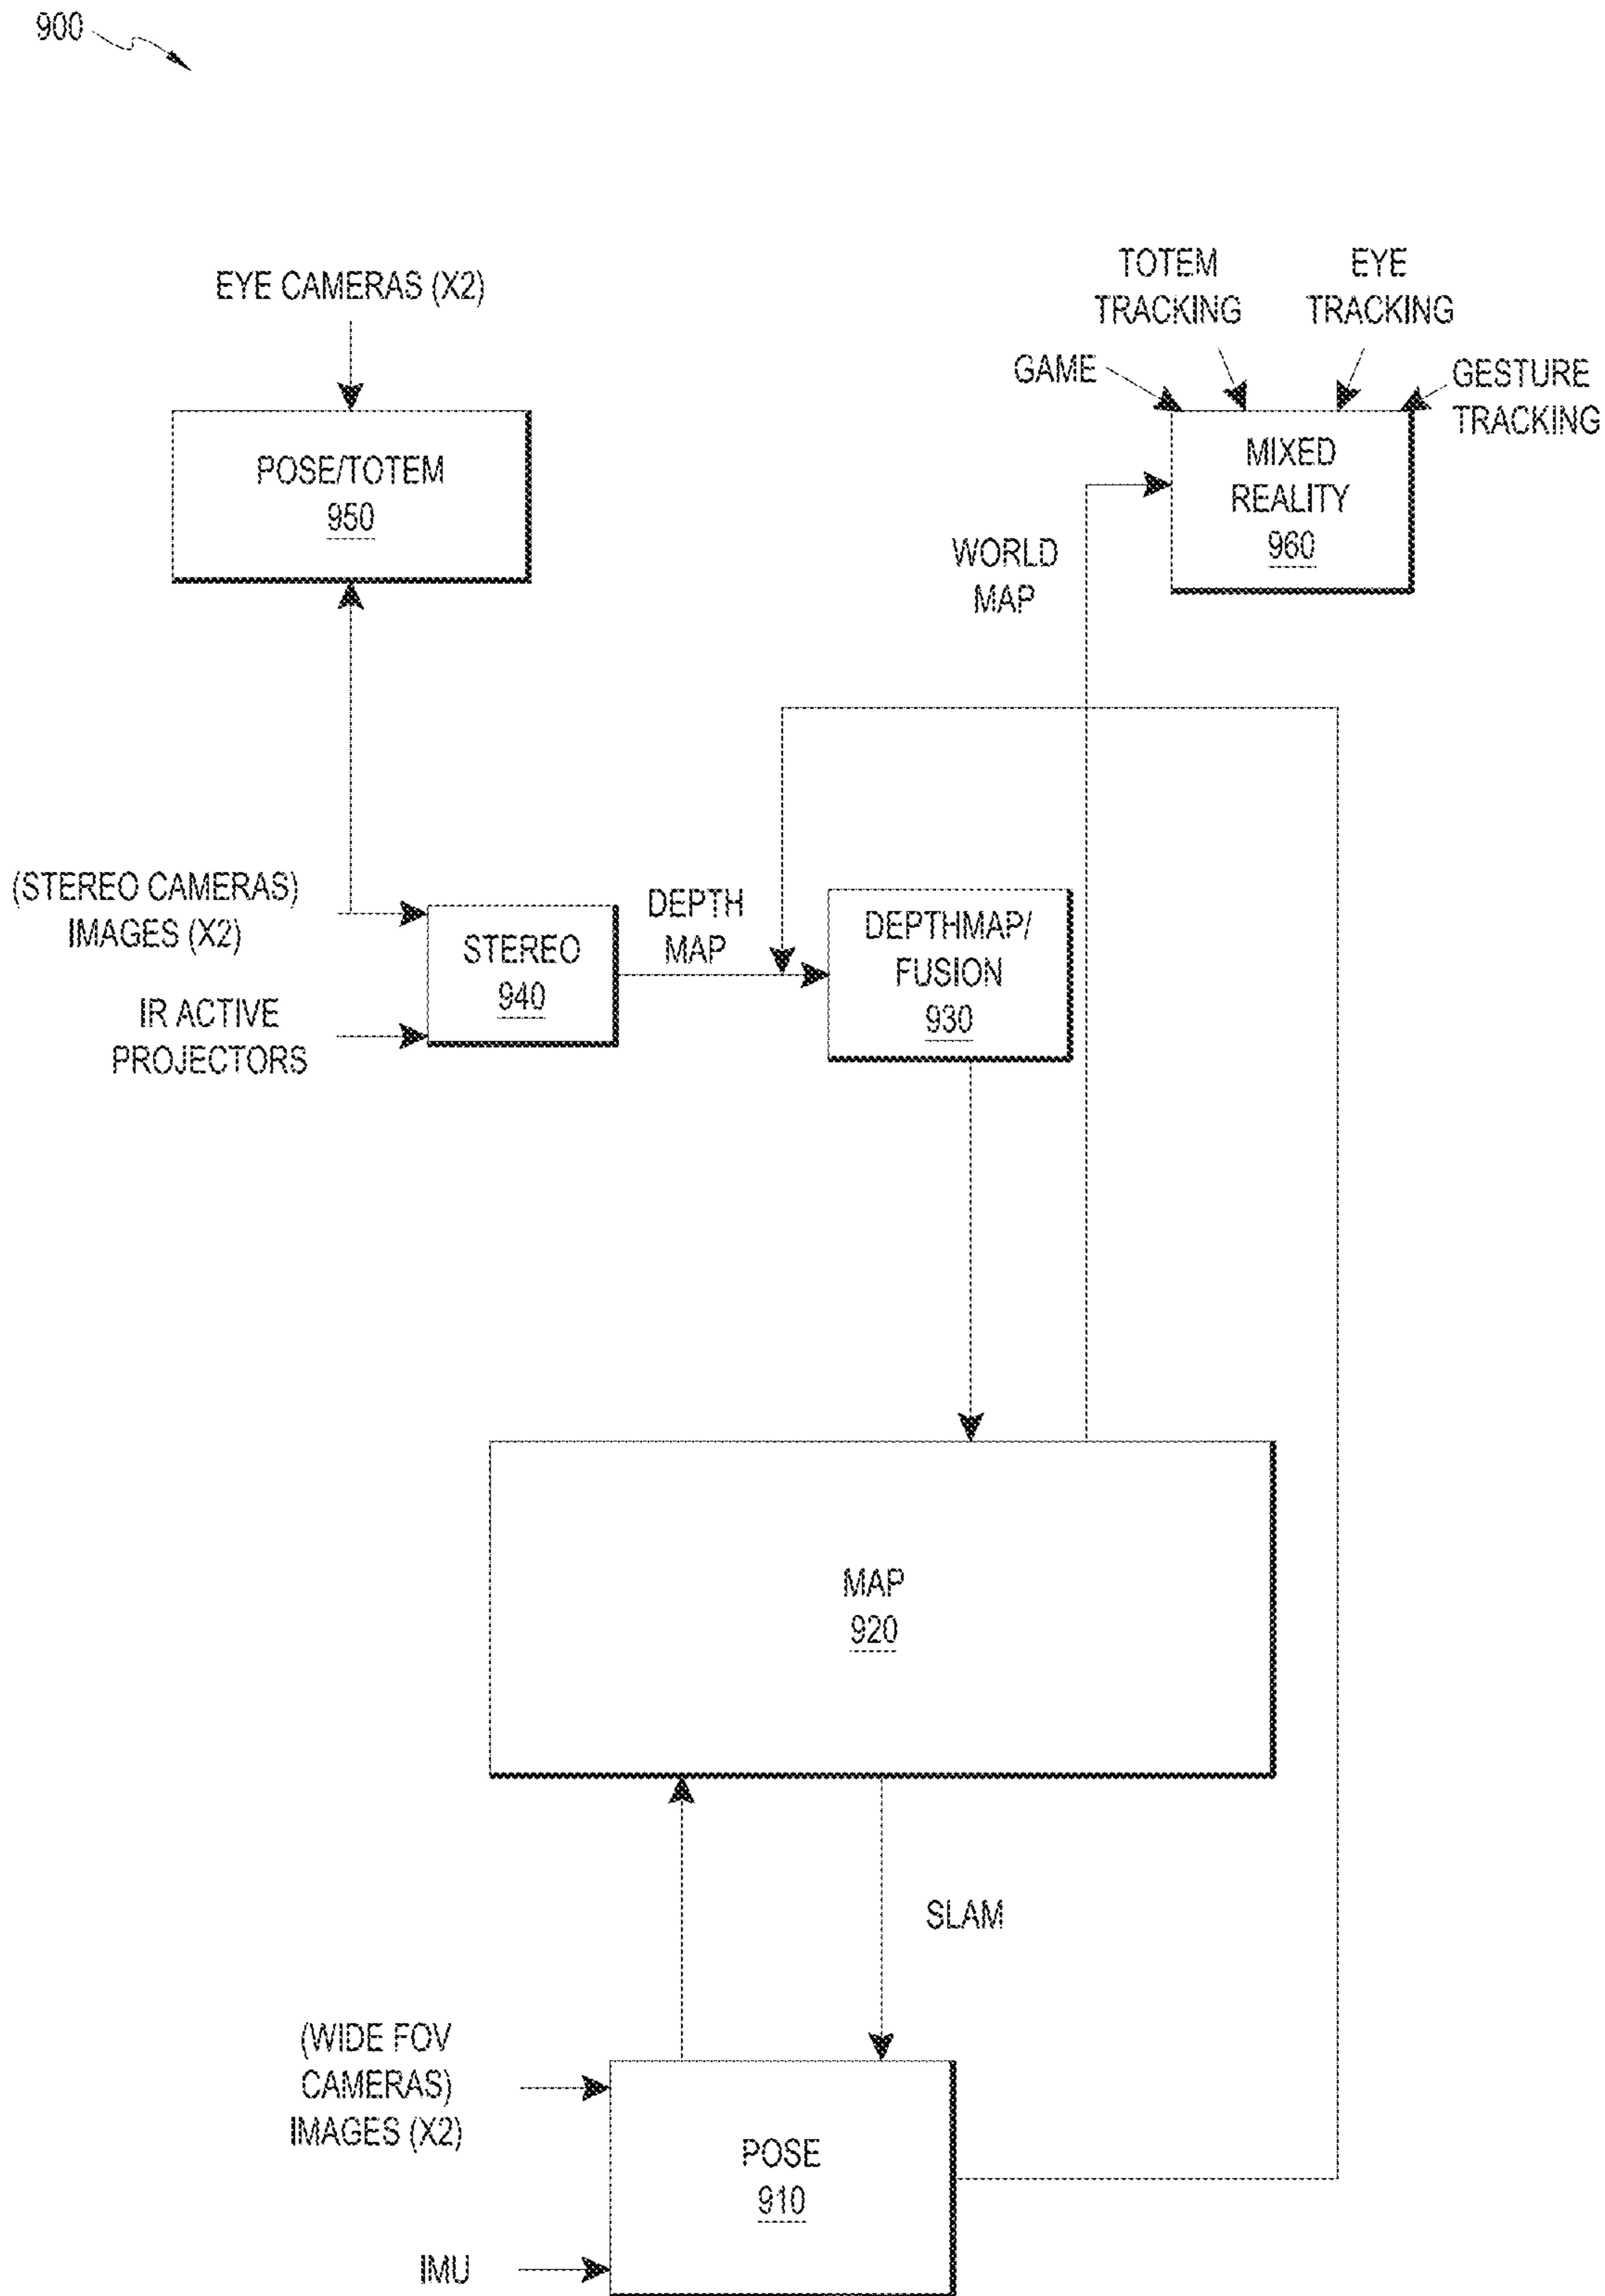 900
EYE CAMERAS (X2)
POSE/TOTEM
950
TOTEM
TRACKING
EYE
TRACKING
GAME
GESTURE
TRACKING
MIXED
REALITY
960
WORLD
MAP
(STEREO CAMERAS)
IMAGES (X2)
IR ACTIVE
PROJECTORS
STEREO
940
DEPTH
MAP
DEPTHMAP/
FUSION
930
MAP
920
SLAM
(WIDE FOV
CAMERAS)
IMAGES (X2)
IMU
POSE
910